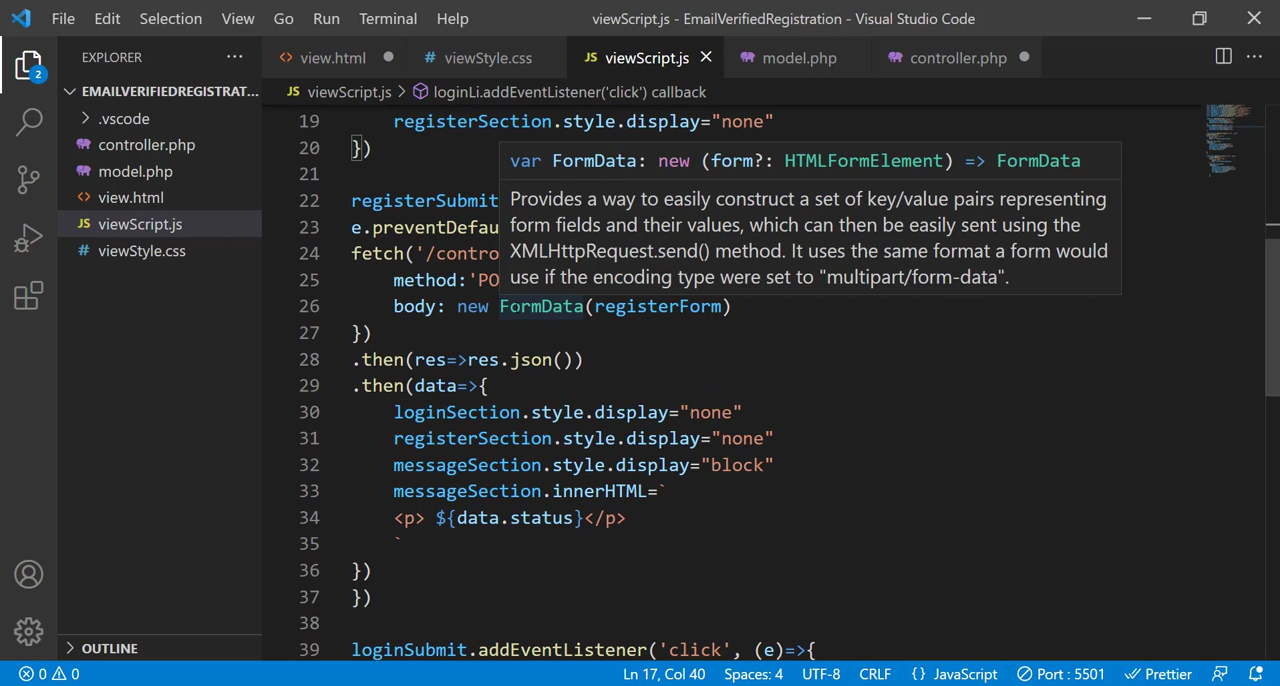 File Edit Selection View Go Run Terminal Help viewScript.js - EmailVerifiedRegistration - Visual Studio Code
EXPLORER ...
<> view.html
# viewStyle.css
JS viewScript.js
model.php
controller.php
2
EMAILVERIFIEDREGISTRAT...
JS viewScript.js > loginLi.addEventListener('click') callback
.vscode
controller.php
model.php
<> view.html
JS viewScript.js
# viewStyle.css
19 registerSection.style.display="none"
20 })
21
var FormData: new (form?: HTMLFormElement) => FormData
Provides a way to easily construct a set of key/value pairs representing
form fields and their values, which can then be easily sent using the
XMLHttpRequest.send() method. It uses the same format a form would
use if the encoding type were set to "multipart/form-data".
22 registerSubmit
23 e.preventDefau
24 fetch('/contro
25 method:'PO
26 body: new FormData(registerForm)
27 })
28 .then(res=>res.json())
29 .then(data=>{
30 loginSection.style.display="none"
31 registerSection.style.display="none"
32 messageSection.style.display="block"
33 messageSection.innerHTML=`
34 <p> ${data.status}</p>
35 `
36 })
37 })
38
39 loginSubmit.addEventListener('click', (e)=>{
OUTLINE
0 0 Ln 17, Col 40 Spaces: 4 UTF-8 CRLF {} JavaScript Port : 5501 Prettier